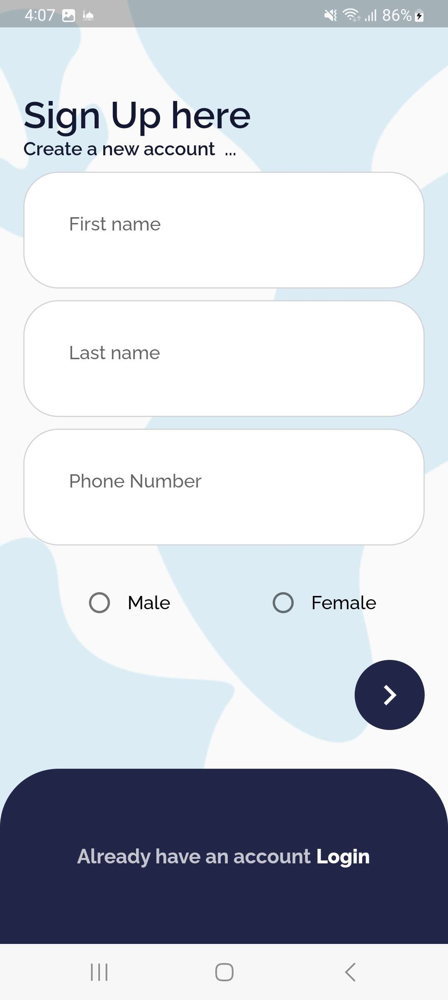 4:07 86%
Sign Up here
Create a new account ...
First name
Last name
Phone Number
Male Female
Already have an account Login